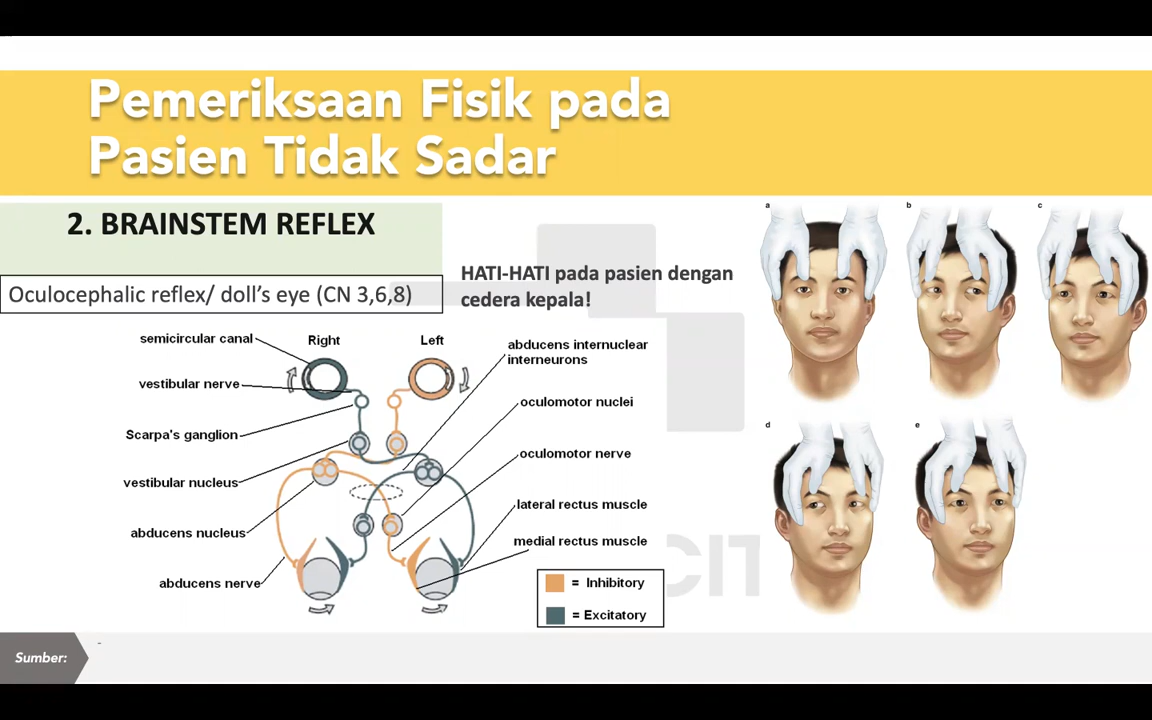 Pemeriksaan Fisik pada
Pasien Tidak Sadar
2. BRAINSTEM REFLEX
Oculocephalic reflex/ doll's eye (CN 3,6,8)
HATI-HATI pada pasien dengan
cedera kepala!
semicircular canal
Right
Left
vestibular nerve
Scarpa's ganglion
vestibular nucleus
abducens nucleus
abducens nerve
abducens internuclear
interneurons
oculomotor nuclei
oculomotor nerve
lateral rectus muscle
medial rectus muscle
= Inhibitory
= Excitatory
a
b
c
d
e
CIT
Sumber:
-